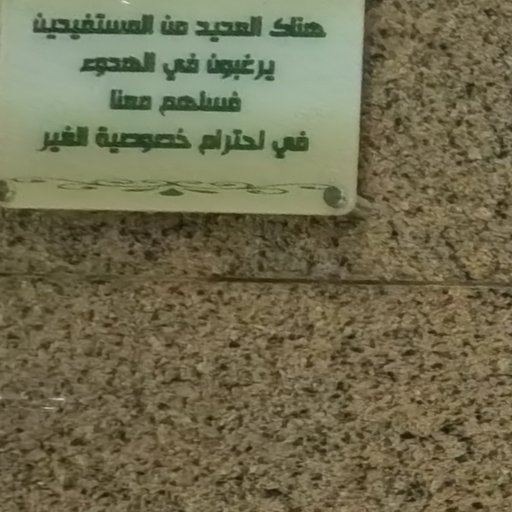 هناك العديد من المستفيدين
يرغبون في الهدوء
فساهم معنا
في احترام خصوصية الغير